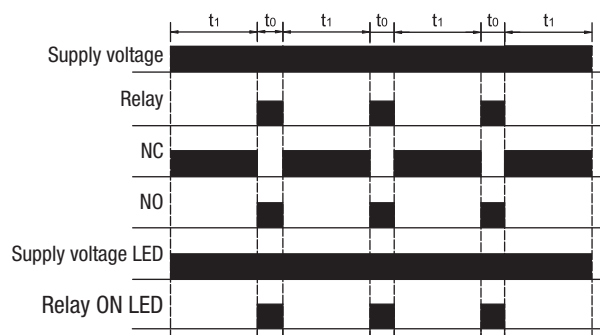 t1 t0 t1 t0 t1 t0 t1
Supply voltage
Relay
NC
NO
Supply voltage LED
Relay ON LED